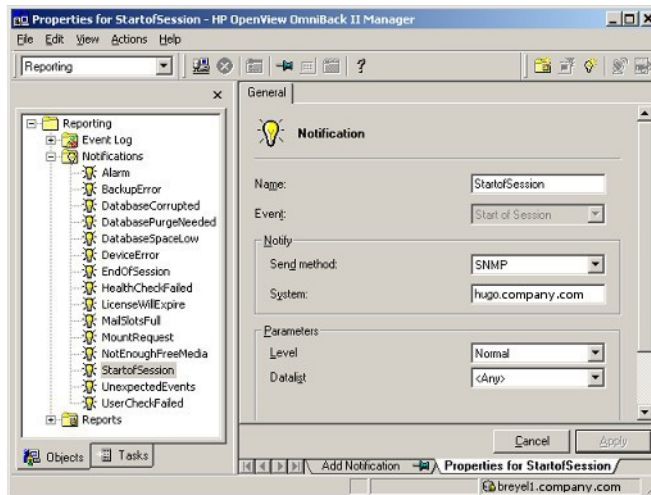 Properties for StartofSession - HP OpenView OmniBack II Manager
File Edit View Actions Help
Reporting
General
Reporting
Event Log
Notifications
Alarm
BackupError
DatabaseCorrupted
DatabasePurgeNeeded
DatabaseSpaceLow
DeviceError
EndOfSession
HealthCheckFailed
LicenseWillExpire
MailSlotsFull
MountRequest
NotEnoughFreeMedia
StartofSession
UnexpectedEvents
UserCheckFailed
Reports
Objects Tasks
Notification
Name: StartofSession
Event: Start of Session
Notify
Send method: SNMP
System: hugo.company.com
Parameters
Level Normal
Datalist <Any>
Cancel Apply
Add Notification Properties for StartofSession
breyel1.company.com